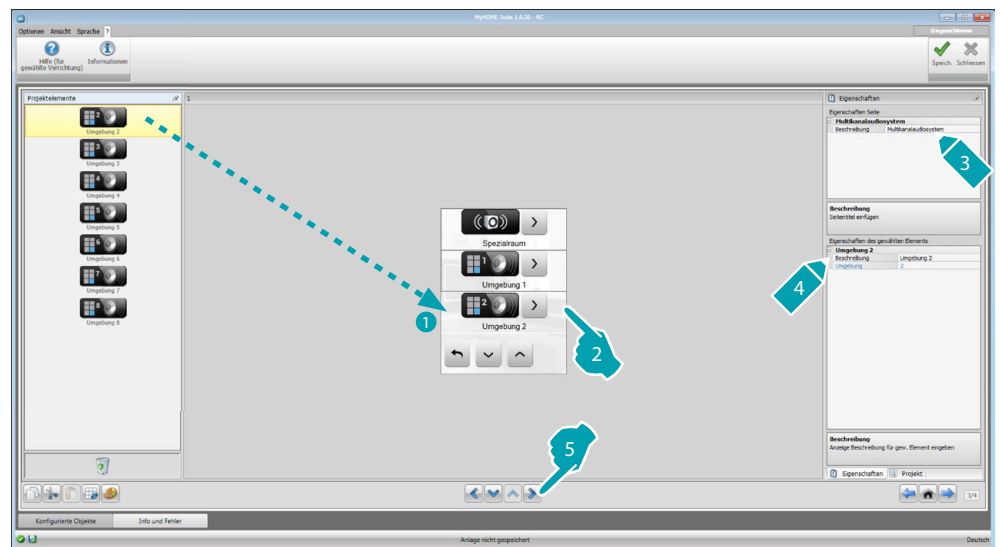 MyHOME Suite 1.0.30 - RC
Optionen Ansicht Sprache ?
Hilfe (für gewählte Vorrichtung)
Informationen
Speich. Schliessen
Projektelemente
1
Umgebung 2
Umgebung 3
Umgebung 4
Umgebung 5
Umgebung 6
Umgebung 7
Umgebung 8
Spezialraum
Umgebung 1
Umgebung 2
1
2
3
4
5
Eigenschaften
Eigenschaften Seite
Multikanalaudiosystem
Beschreibung Multikanalaudiosystem
Beschreibung
Seitentitel einfügen
Eigenschaften des gewählten Elements
Umgebung 2
Beschreibung Umgebung 2
Umgebung 2
Beschreibung
Anzeige Beschreibung für gew. Element eingeben
Eigenschaften Projekt
3/4
Konfigurierte Objekte Info und Fehler
Anlage nicht gespeichert
Deutsch